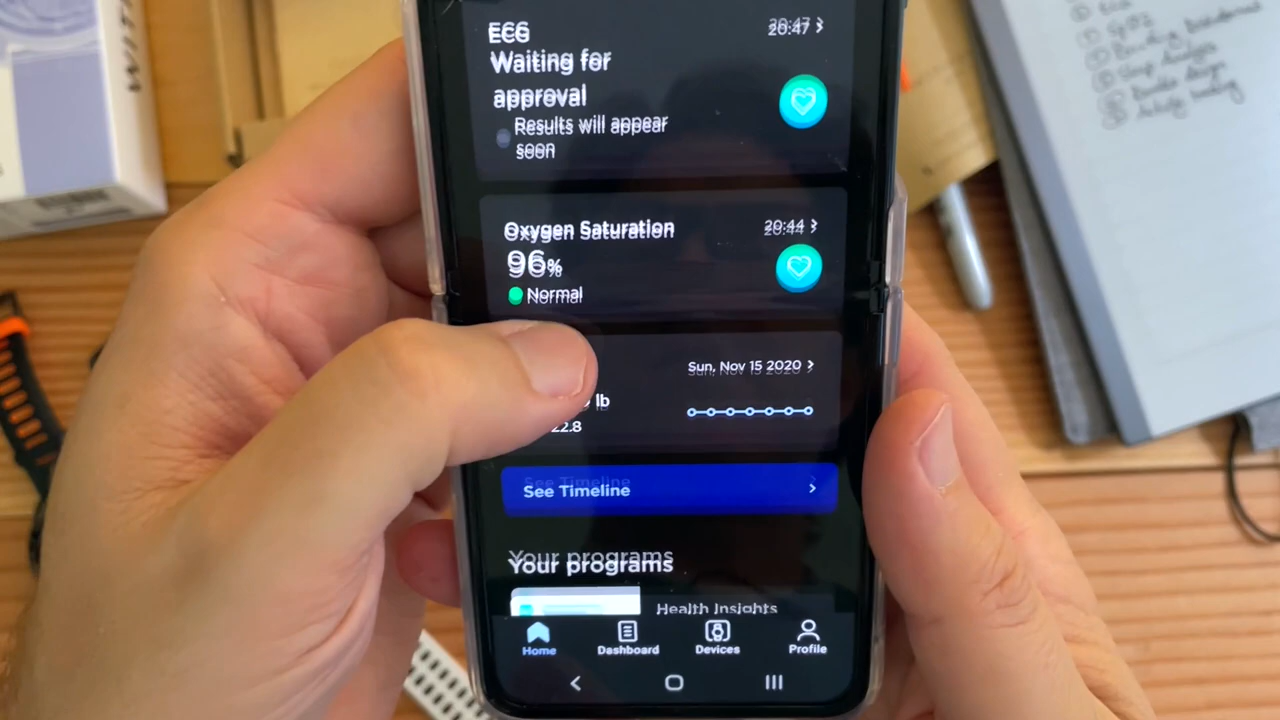 WITH
ECG
20:47
Waiting for
approval
Results will appear
soon
Oxygen Saturation
20:44
96%
Normal
Sun, Nov 15 2020
lb
22.8
See Timeline
Your programs
Health Insights
Home
Dashboard
Devices
Profile